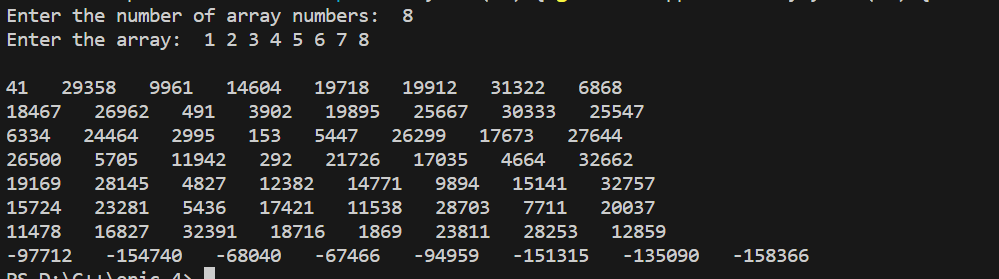 Enter the number of array numbers:  8
Enter the array:  1 2 3 4 5 6 7 8
41   29358   9961   14604   19718   19912   31322   6868
18467   26962   491   3902   19895   25667   30333   25547
6334   24464   2995   153   5447   26299   17673   27644
26500   5705   11942   292   21726   17035   4664   32662
19169   28145   4827   12382   14771   9894   15141   32757
15724   23281   5436   17421   11538   28703   7711   20037
11478   16827   32391   18716   1869   23811   28253   12859
-97712   -154740   -68040   -67466   -94959   -151315   -135090   -158366